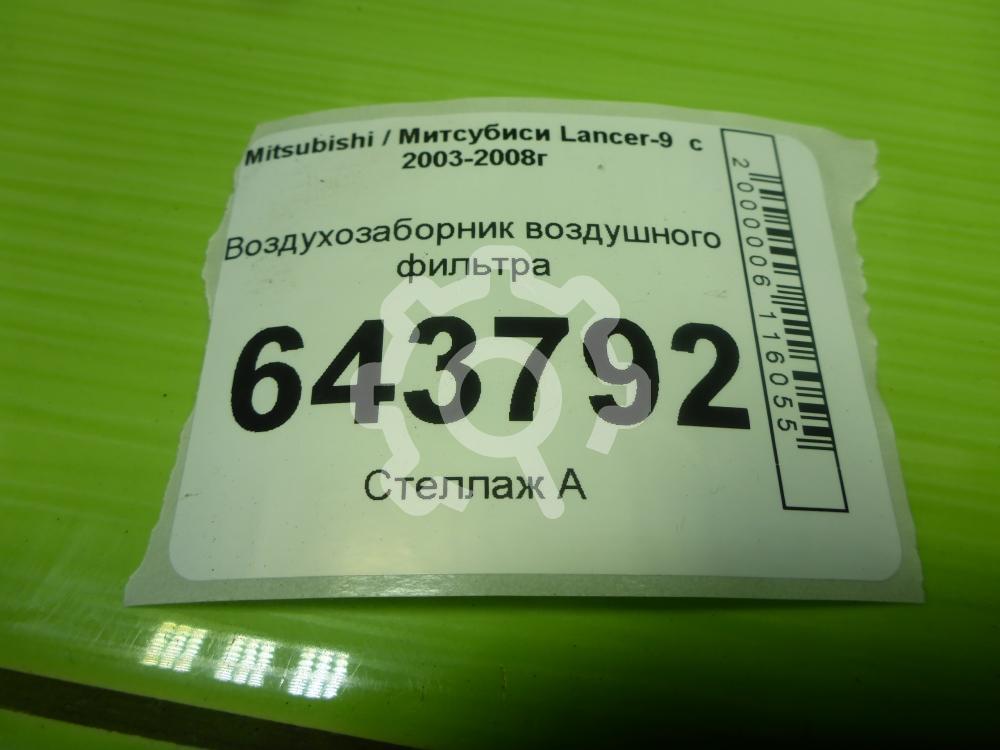 Mitsubishi / Митсубиси Lancer-9 с
2003-2008г
Воздухозаборник воздушного
фильтра
643792
Стеллаж А
2000006116055